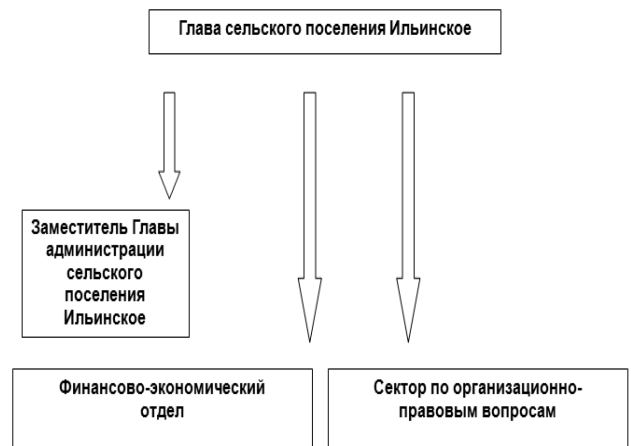 Глава сельского поселения Ильинское
Заместитель Главы
администрации
сельского
поселения
Ильинское
Финансово-экономический
отдел
Сектор по организационно-
правовым вопросам